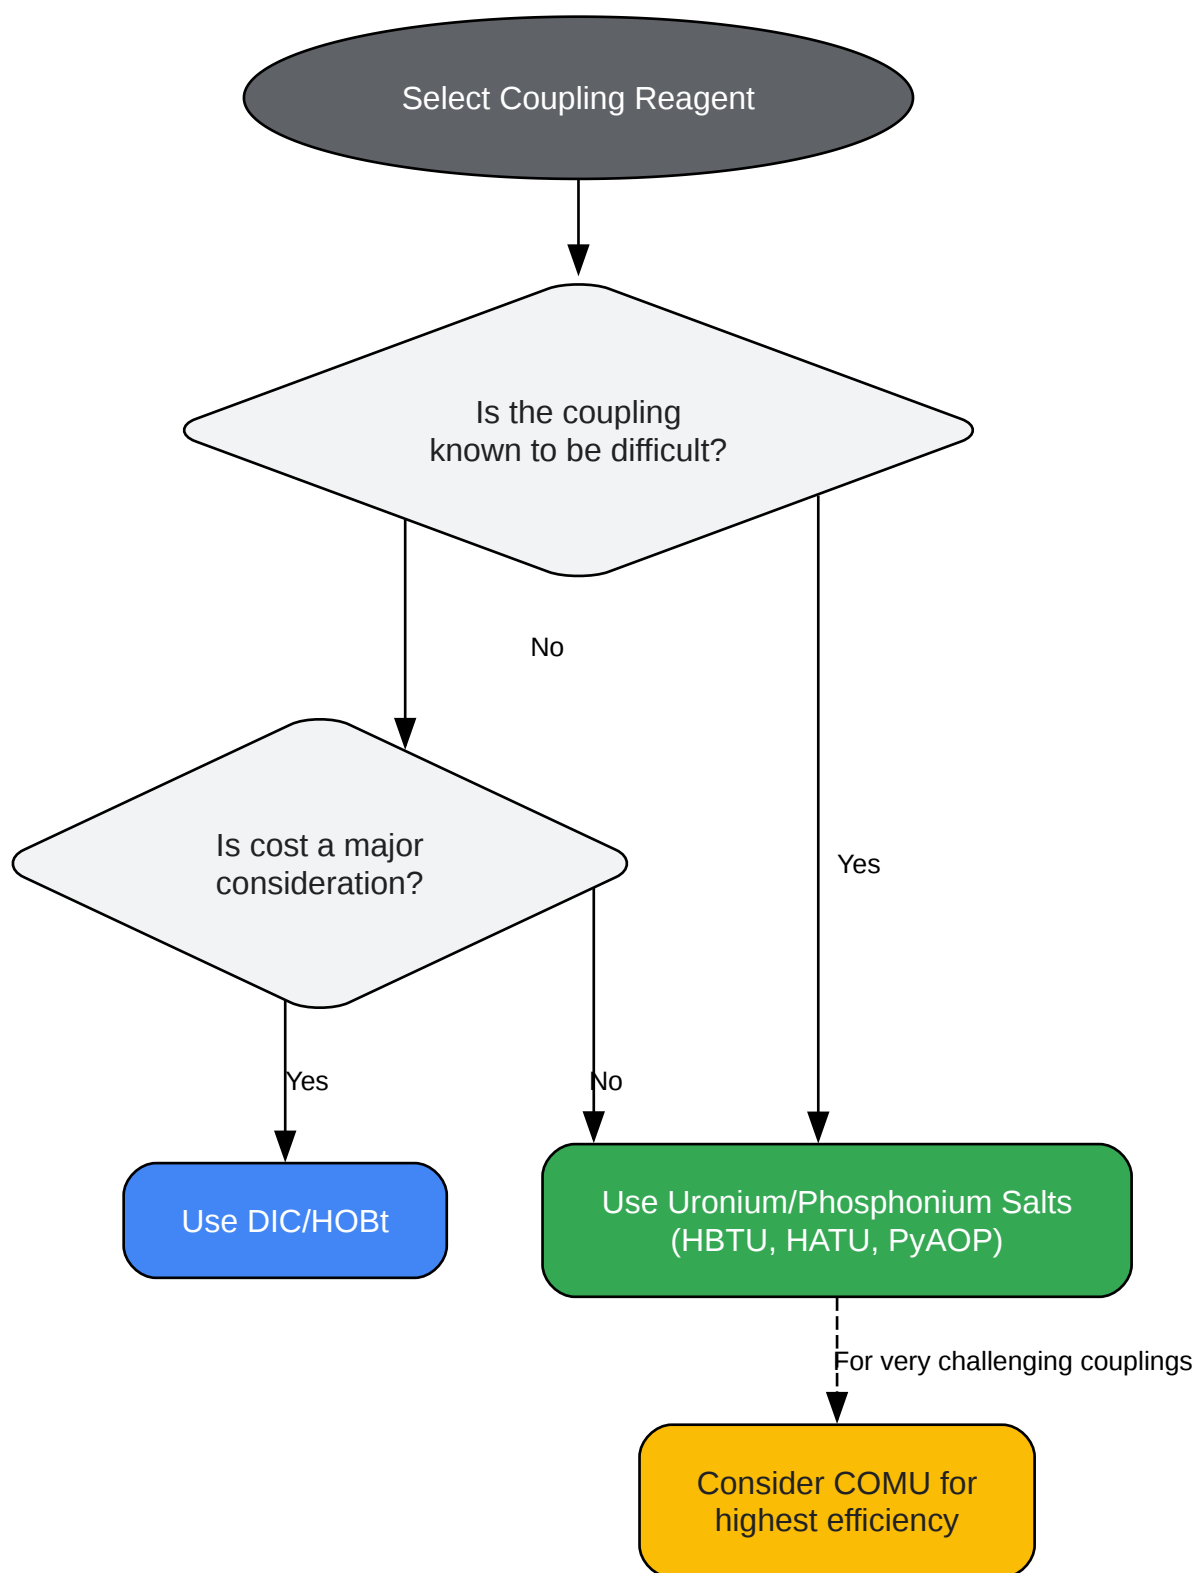 Select Coupling Reagent
Is the coupling
known to be difficult?
No
Is cost a major
consideration?
Yes
Yes
No
Use DIC/HOBt
Use Uronium/Phosphonium Salts
(HBTU, HATU, PyAOP)
For very challenging couplings
Consider COMU for
highest efficiency